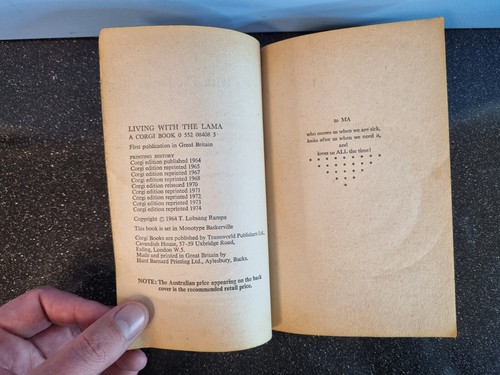 LIVING WITH THE LAMA
A CORGI BOOK 0 552 08408 3
First publication in Great Britain
PRINTING HISTORY
Corgi edition published 1964
Corgi edition reprinted 1965
Corgi edition reprinted 1967
Corgi edition reprinted 1968
Corgi edition reissued 1970
Corgi edition reprinted 1971
Corgi edition reprinted 1972
Corgi edition reprinted 1973
Corgi edition reprinted 1974
Copyright © 1964 T. Lobsang Rampa
This book is set in Monotype Baskerville
Corgi Books are published by Transworld Publishers Ltd.,
Cavendish House, 57–59 Uxbridge Road,
Ealing, London W.5.
Made and printed in Great Britain by
Hunt Barnard Printing Ltd., Aylesbury, Bucks.
NOTE: The Australian price appearing on the back
cover is the recommended retail price.
to MA
who nurses us when we are sick,
looks after us when we need it,
and
loves us ALL the time!